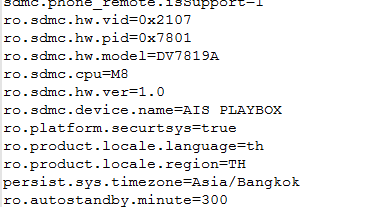 sdmc.phone_remote.isSupport=1
ro.sdmc.hw.vid=0x2107
ro.sdmc.hw.pid=0x7801
ro.sdmc.hw.model=DV7819A
ro.sdmc.cpu=M8
ro.sdmc.hw.ver=1.0
ro.sdmc.device.name=AIS PLAYBOX
ro.platform.securtsys=true
ro.product.locale.language=th
ro.product.locale.region=TH
persist.sys.timezone=Asia/Bangkok
ro.autostandby.minute=300